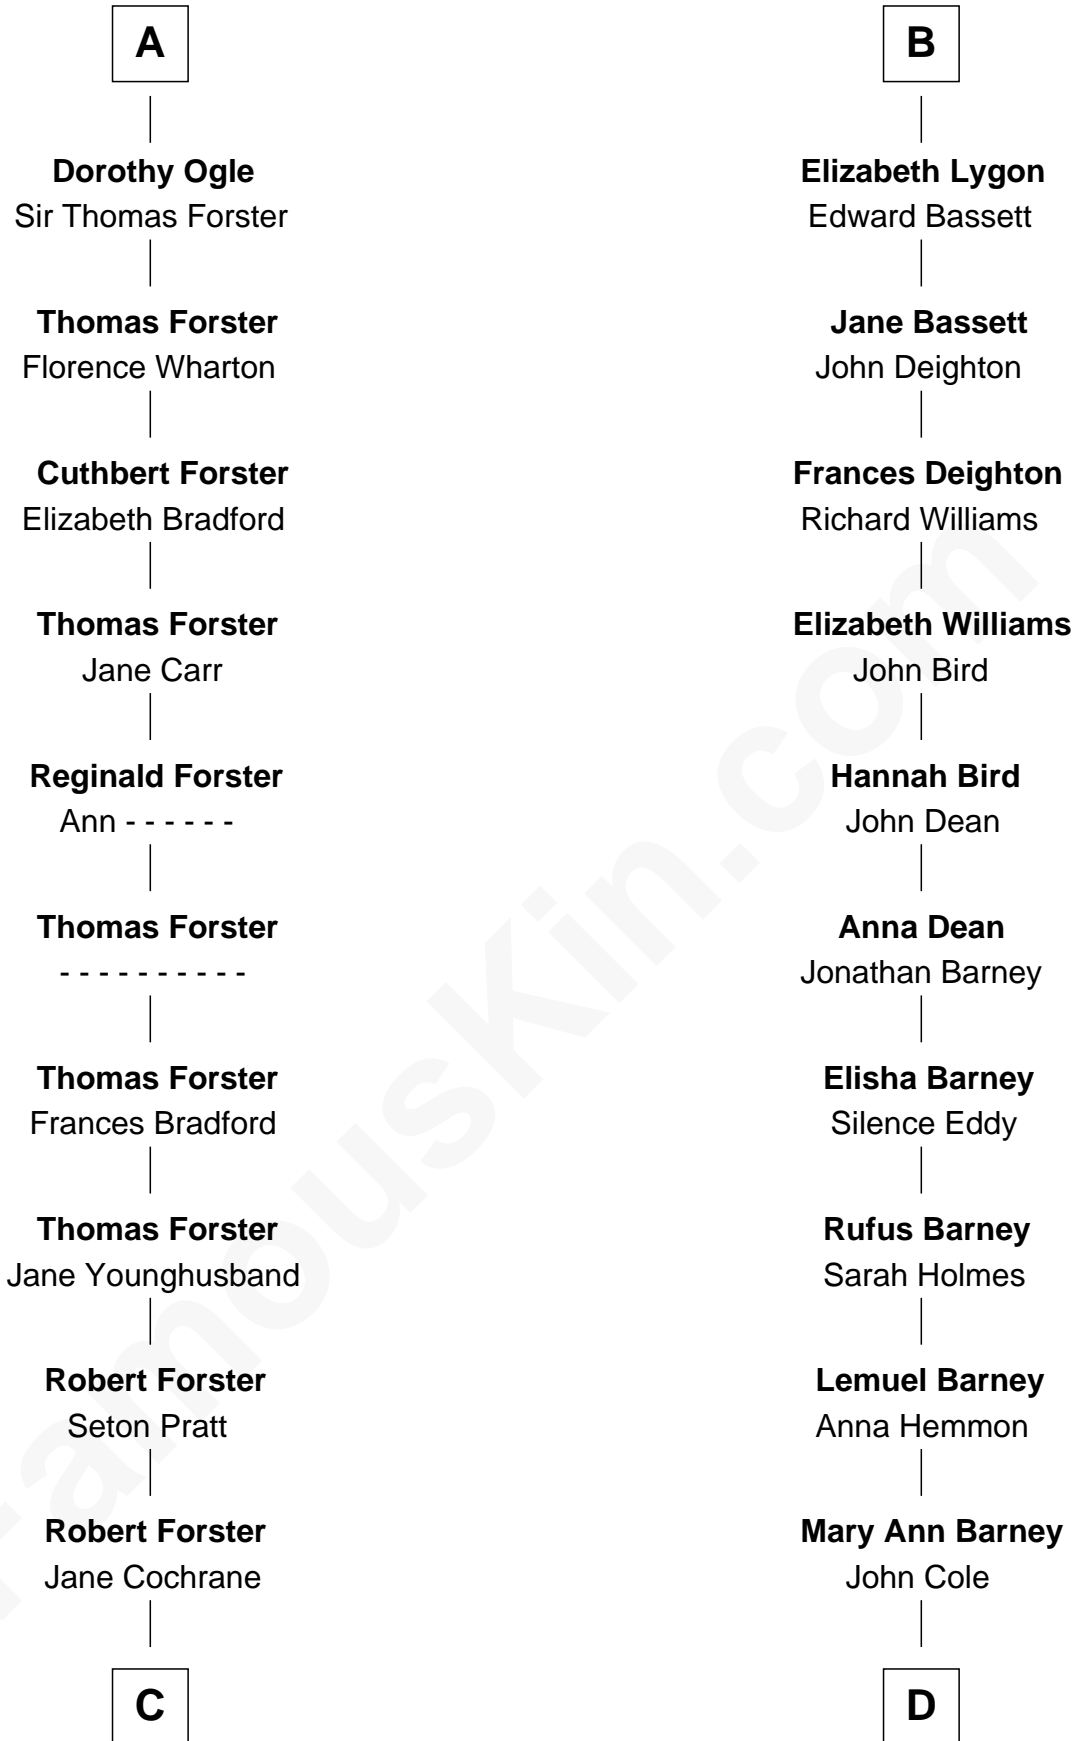 A
Dorothy Ogle
Sir Thomas Forster
Thomas Forster
Florence Wharton
Cuthbert Forster
Elizabeth Bradford
Thomas Forster
Jane Carr
Reginald Forster
Ann - - - - - -
Thomas Forster
- - - - - - - - - -
Thomas Forster
Frances Bradford
Thomas Forster
Jane Younghusband
Robert Forster
Seton Pratt
Robert Forster
Jane Cochrane
C
B
Elizabeth Lygon
Edward Bassett
Jane Bassett
John Deighton
Frances Deighton
Richard Williams
Elizabeth Williams
John Bird
Hannah Bird
John Dean
Anna Dean
Jonathan Barney
Elisha Barney
Silence Eddy
Rufus Barney
Sarah Holmes
Lemuel Barney
Anna Hemmon
Mary Ann Barney
John Cole
D
FamousKin.com